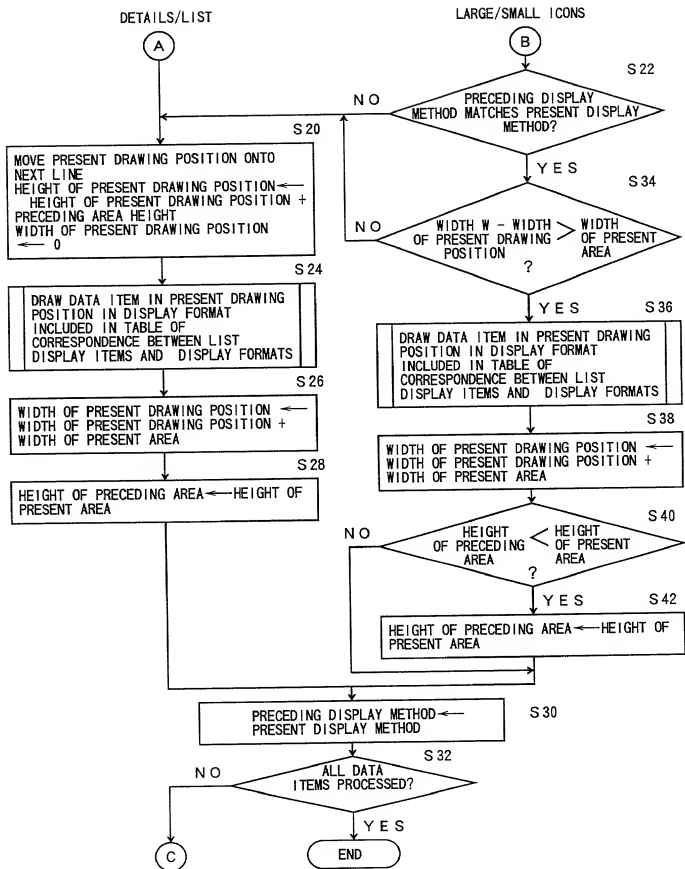 DETAILS/LIST
A
LARGE/SMALL ICONS
B
S22
PRECEDING DISPLAY
METHOD MATCHES PRESENT DISPLAY
METHOD?
NO
YES
S20
MOVE PRESENT DRAWING POSITION ONTO
NEXT LINE
HEIGHT OF PRESENT DRAWING POSITION←
HEIGHT OF PRESENT DRAWING POSITION +
PRECEDING AREA HEIGHT
WIDTH OF PRESENT DRAWING POSITION
← 0
S34
WIDTH W - WIDTH
OF PRESENT DRAWING
POSITION
>
WIDTH
OF PRESENT
AREA
?
NO
YES
S24
DRAW DATA ITEM IN PRESENT DRAWING
POSITION IN DISPLAY FORMAT
INCLUDED IN TABLE OF
CORRESPONDENCE BETWEEN LIST
DISPLAY ITEMS AND DISPLAY FORMATS
S36
DRAW DATA ITEM IN PRESENT DRAWING
POSITION IN DISPLAY FORMAT
INCLUDED IN TABLE OF
CORRESPONDENCE BETWEEN LIST
DISPLAY ITEMS AND DISPLAY FORMATS
S26
WIDTH OF PRESENT DRAWING POSITION ←
WIDTH OF PRESENT DRAWING POSITION +
WIDTH OF PRESENT AREA
S38
WIDTH OF PRESENT DRAWING POSITION ←
WIDTH OF PRESENT DRAWING POSITION +
WIDTH OF PRESENT AREA
S28
HEIGHT OF PRECEDING AREA←HEIGHT OF
PRESENT AREA
S40
HEIGHT
OF PRECEDING
AREA
<
HEIGHT
OF PRESENT
AREA
?
NO
YES
S42
HEIGHT OF PRECEDING AREA←HEIGHT OF
PRESENT AREA
S30
PRECEDING DISPLAY METHOD←
PRESENT DISPLAY METHOD
S32
ALL DATA
ITEMS PROCESSED?
NO
YES
C
END